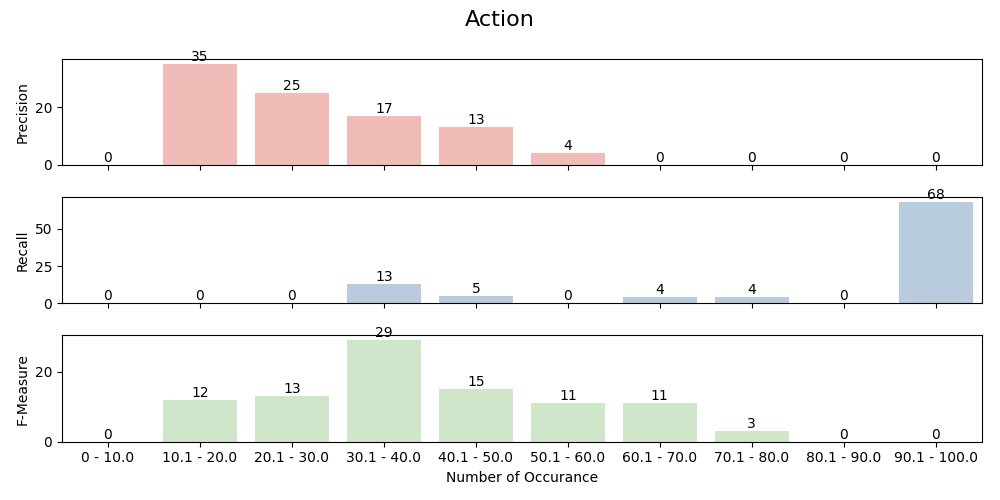 Action
Precision
20
0
0 35 25 17 13 4 0 0 0 0
Recall
50
25
0
0 0 0 13 5 0 4 4 0 68
F-Measure
20
0
0 12 13 29 15 11 11 3 0 0
0 - 10.0 10.1 - 20.0 20.1 - 30.0 30.1 - 40.0 40.1 - 50.0 50.1 - 60.0 60.1 - 70.0 70.1 - 80.0 80.1 - 90.0 90.1 - 100.0
Number of Occurance